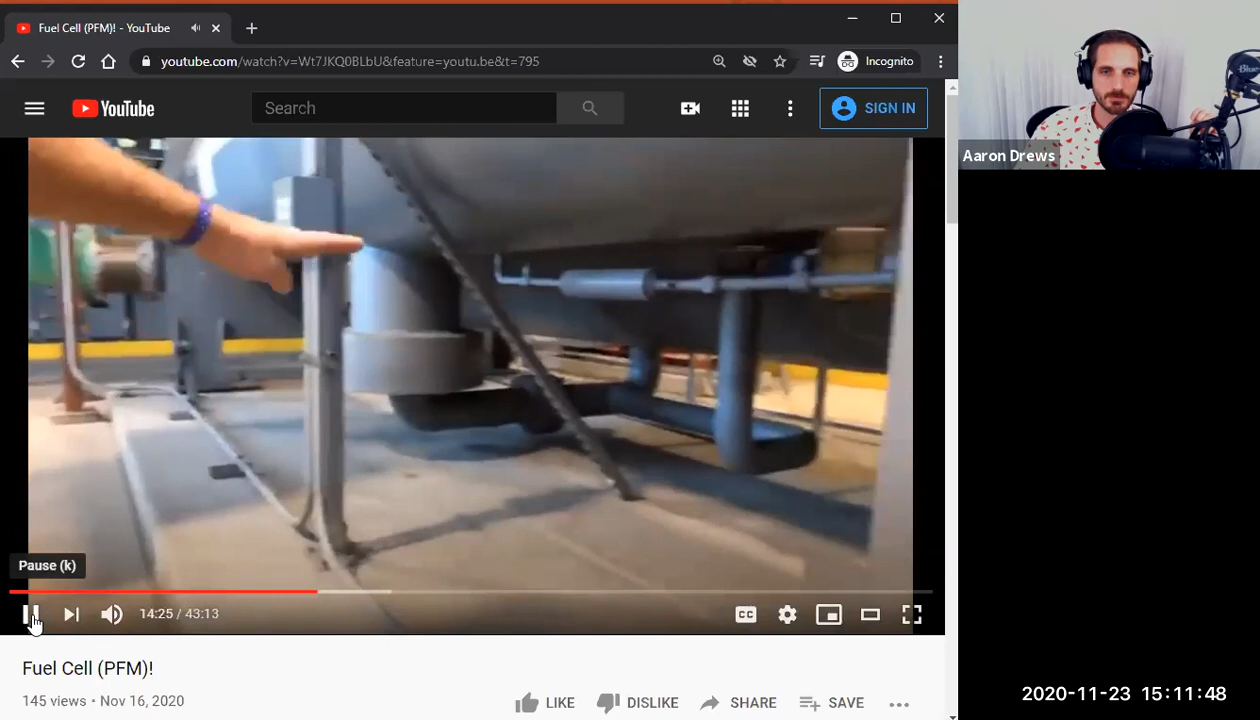 Fuel Cell (PFM)! - YouTube
youtube.com/watch?v=Wt7JKQ0BLbU&feature=youtu.be&t=795
Incognito
YouTube
Search
SIGN IN
Blue
Aaron Drews
Pause (k)
14:25 / 43:13
CC
Fuel Cell (PFM)!
145 views • Nov 16, 2020
LIKE
DISLIKE
SHARE
SAVE
2020-11-23 15:11:48